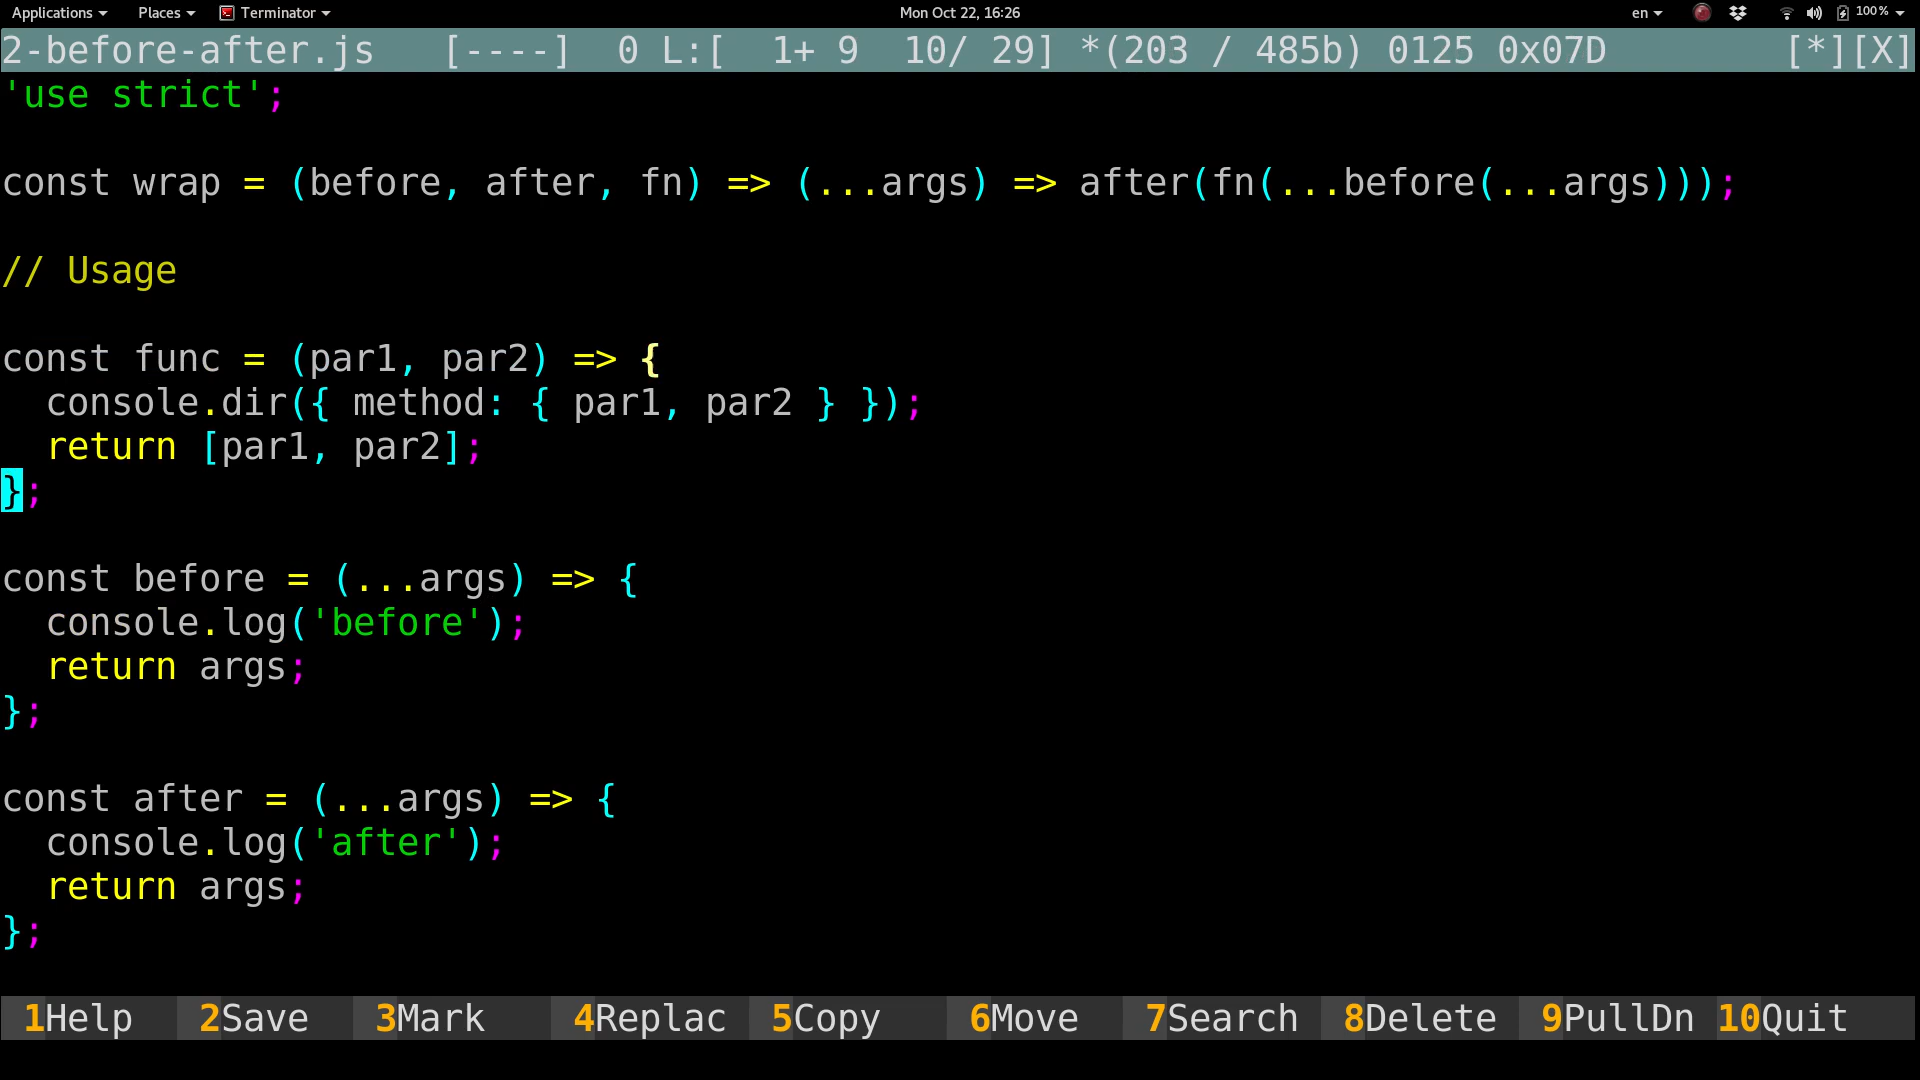 Applications Places Terminator Mon Oct 22, 16:26 en 100%
2-before-after.js [----] 0 L:[ 1+ 9 10/ 29] *(203 / 485b) 0125 0x07D [*][X]
'use strict';
const wrap = (before, after, fn) => (...args) => after(fn(...before(...args)));
// Usage
const func = (par1, par2) => {
  console.dir({ method: { par1, par2 } });
  return [par1, par2];
};
const before = (...args) => {
  console.log('before');
  return args;
};
const after = (...args) => {
  console.log('after');
  return args;
};
1Help 2Save 3Mark 4Replac 5Copy 6Move 7Search 8Delete 9PullDn 10Quit